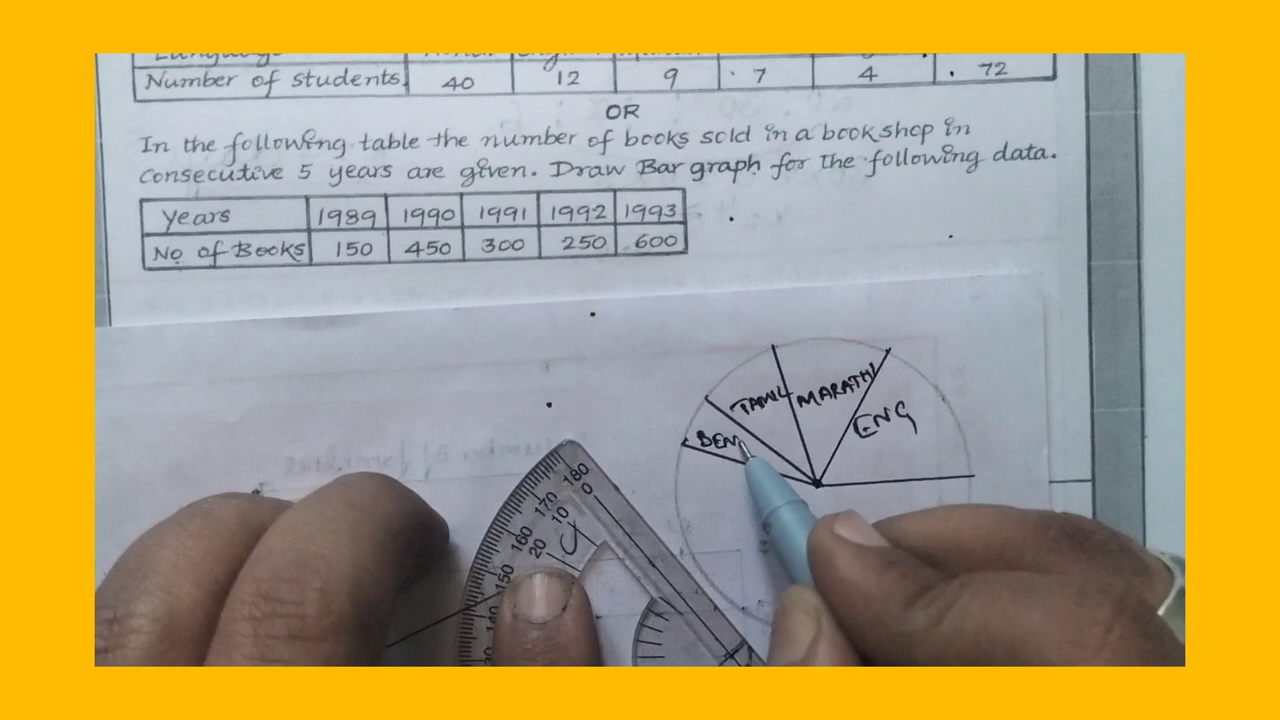 Language
Number of students 40 12 9 7 4 72
OR
In the following table the number of books sold in a bookshop in
consecutive 5 years are given. Draw Bar graph for the following data.
Years 1989 1990 1991 1992 1993
No of Books 150 450 300 250 600
TAMIL MARATHI
ENG
BEN
180 0
170 10
160 20
150